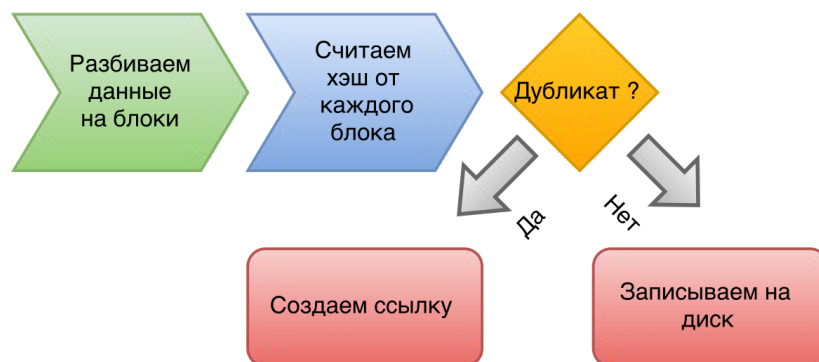 Разбиваем
данные
на блоки
Считаем
хэш от
каждого
блока
Дубликат ?
Да
Нет
Создаем ссылку
Записываем на
диск